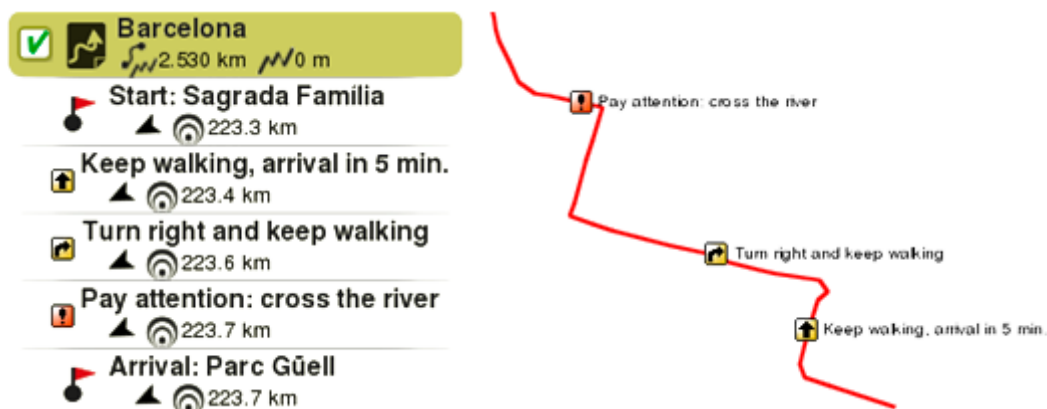 Barcelona
2.530 km 0 m
Start: Sagrada Família
223.3 km
Keep walking, arrival in 5 min.
223.4 km
Turn right and keep walking
223.6 km
Pay attention: cross the river
223.7 km
Arrival: Parc Güell
223.7 km
Pay attention: cross the river
Turn right and keep walking
Keep walking, arrival in 5 min.